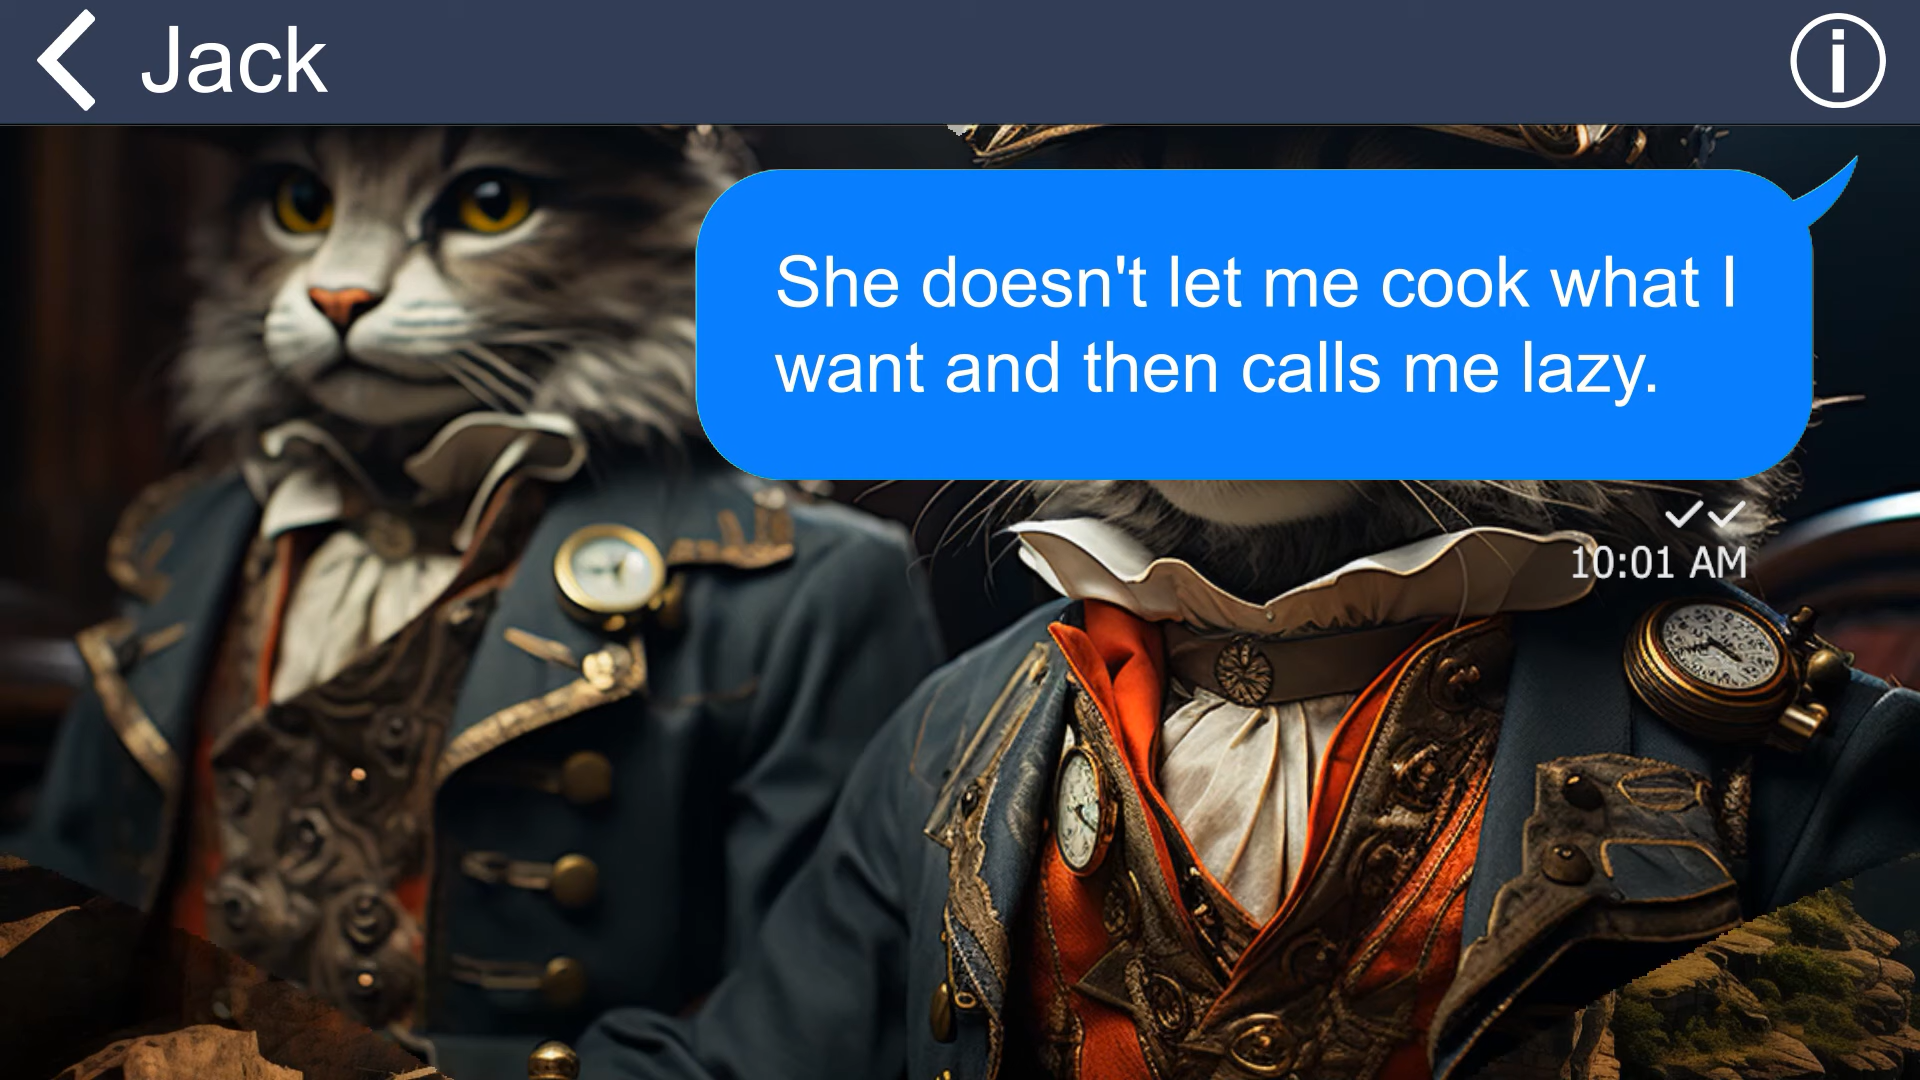 Jack
She doesn't let me cook what I
want and then calls me lazy.
10:01 AM